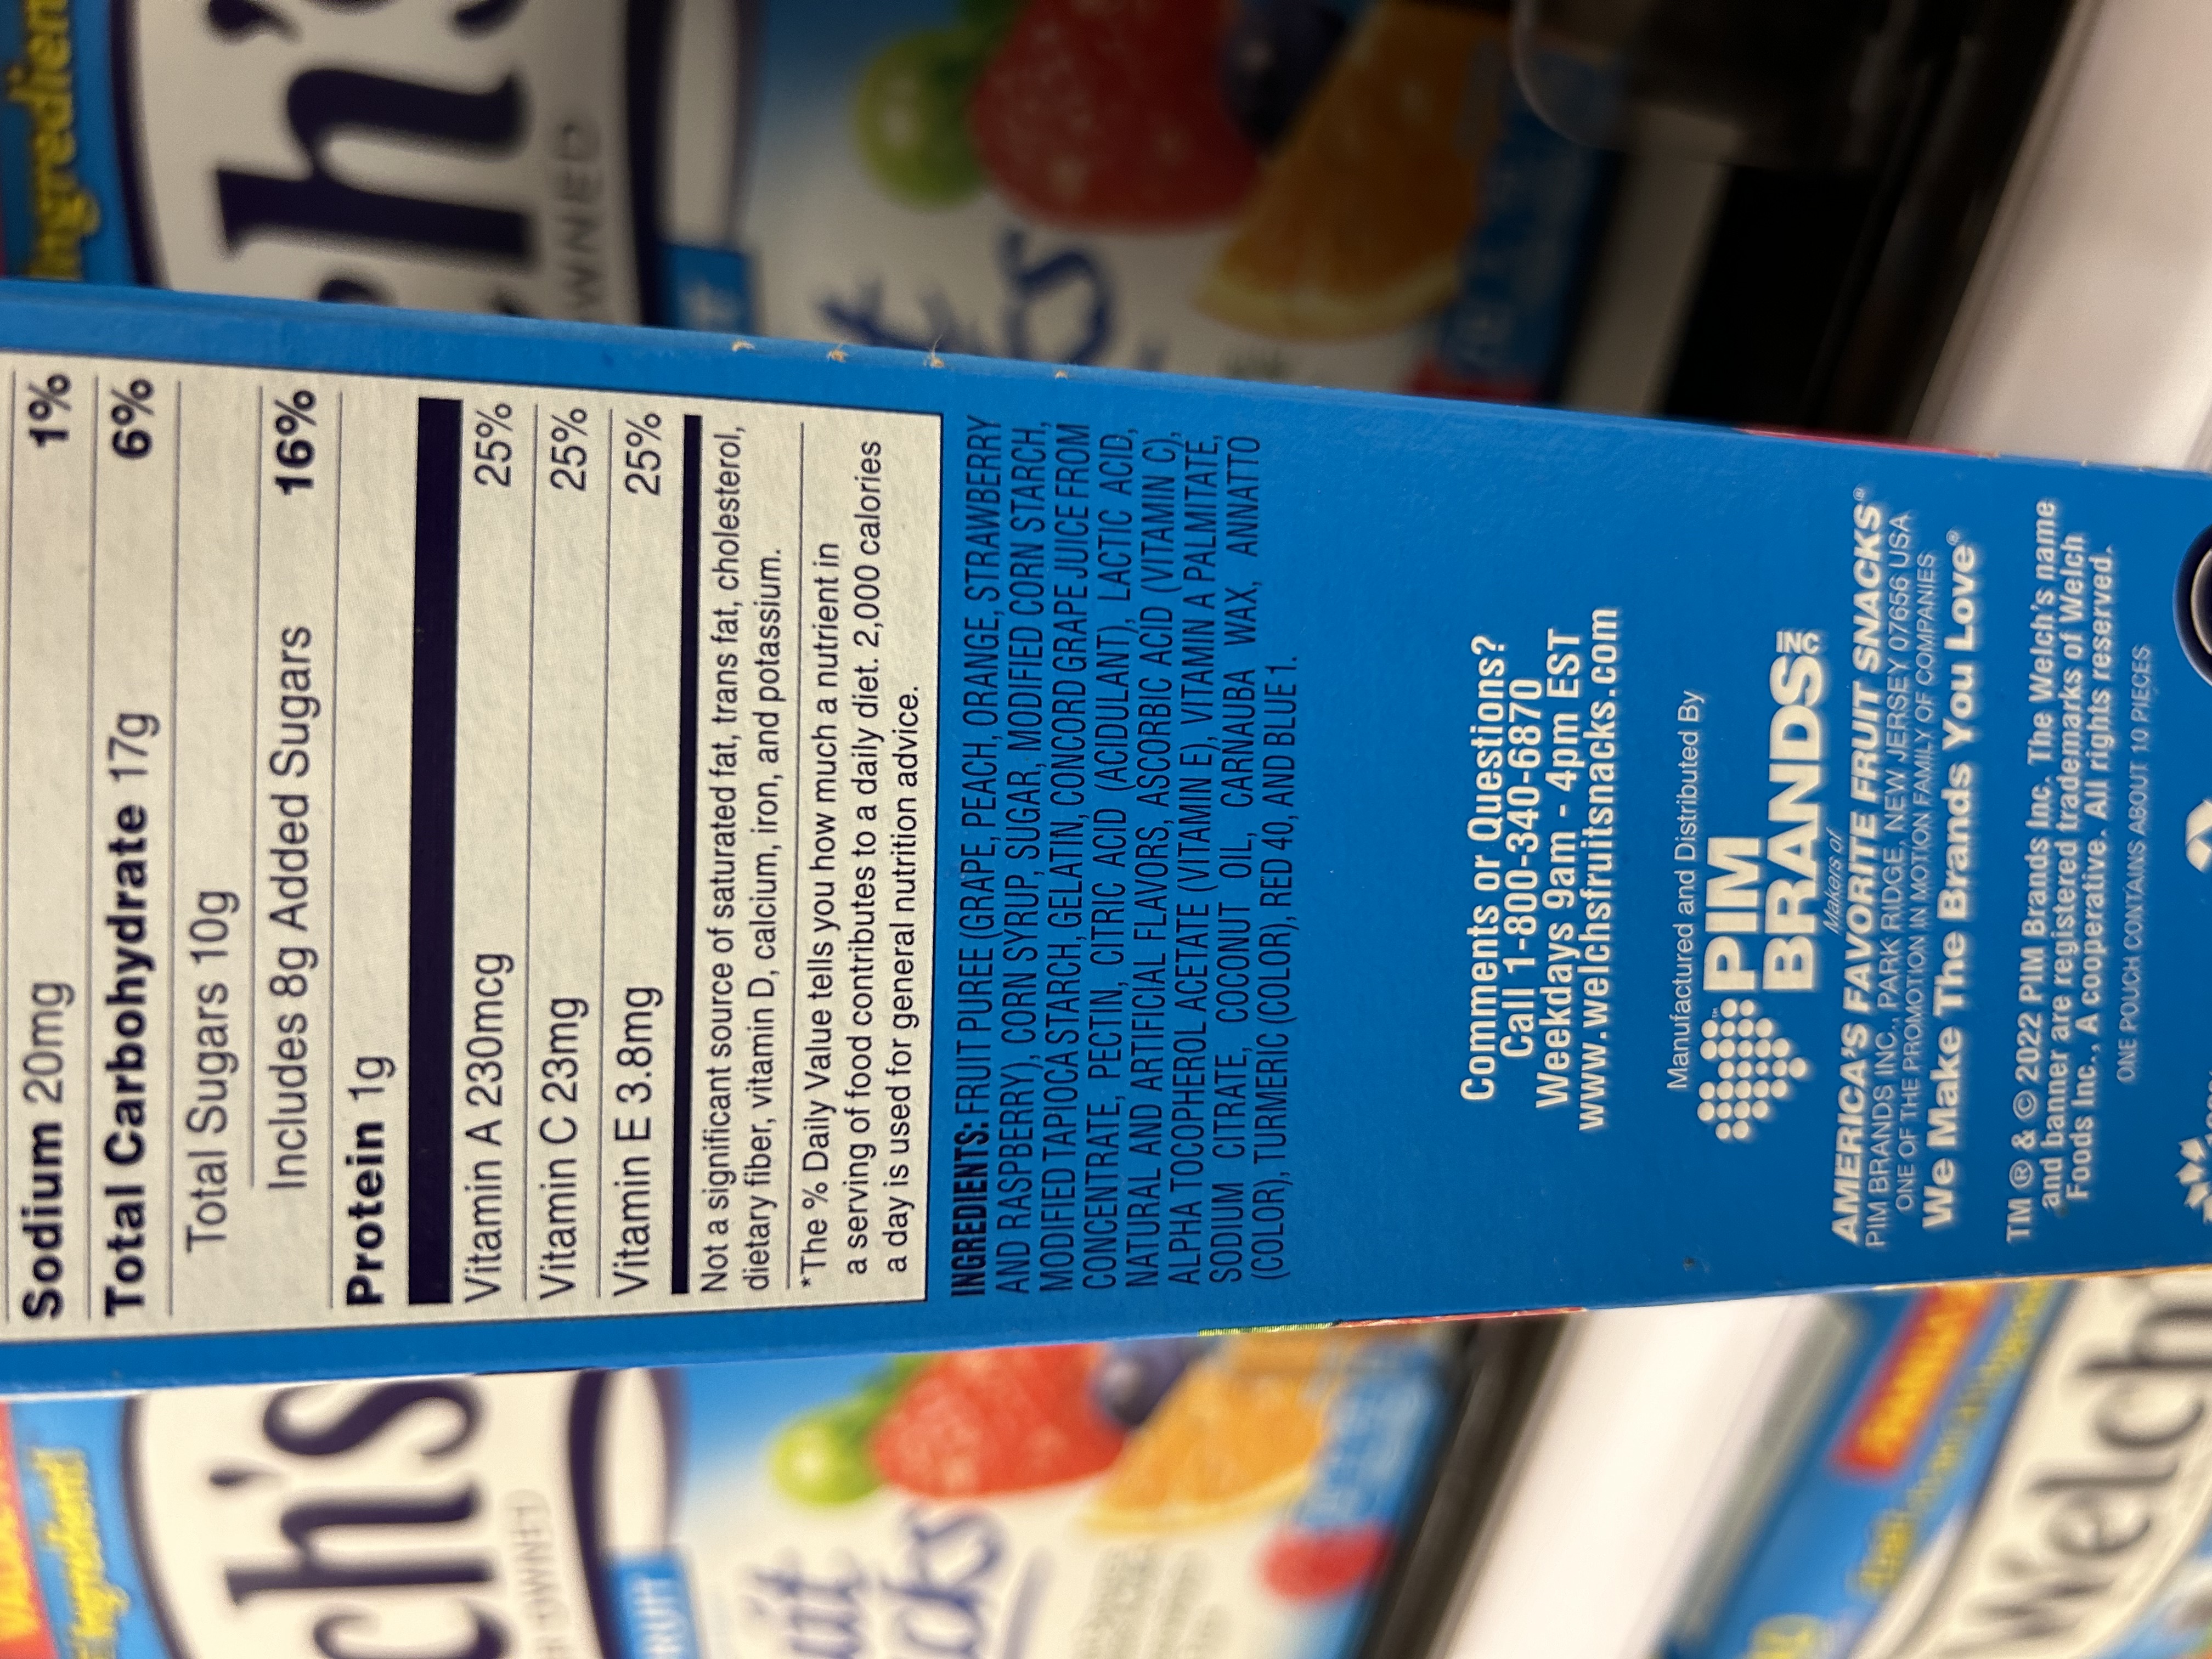 Sodium 20mg 1%
Total Carbohydrate 17g 6%
Total Sugars 10g
Includes 8g Added Sugars 16%
Protein 1g
Vitamin A 230mcg 25%
Vitamin C 23mg 25%
Vitamin E 3.8mg 25%
Not a significant source of saturated fat, trans fat, cholesterol,
dietary fiber, vitamin D, calcium, iron, and potassium.
*The % Daily Value tells you how much a nutrient in
a serving of food contributes to a daily diet. 2,000 calories
a day is used for general nutrition advice.
INGREDIENTS: FRUIT PUREE (GRAPE, PEACH, ORANGE, STRAWBERRY
AND RASPBERRY), CORN SYRUP, SUGAR, MODIFIED CORN STARCH,
MODIFIED TAPIOCA STARCH, GELATIN, CONCORD GRAPE JUICE FROM
CONCENTRATE, PECTIN, CITRIC ACID (ACIDULANT), LACTIC ACID,
NATURAL AND ARTIFICIAL FLAVORS, ASCORBIC ACID (VITAMIN C),
ALPHA TOCOPHEROL ACETATE (VITAMIN E), VITAMIN A PALMITATE,
SODIUM CITRATE, COCONUT OIL, CARNAUBA WAX, ANNATTO
(COLOR), TURMERIC (COLOR), RED 40, AND BLUE 1.
Comments or Questions?
Call 1-800-340-6870
Weekdays 9am - 4pm EST
www.welchsfruitsnacks.com
Manufactured and Distributed By
PIM
BRANDS INC
Makers of
AMERICA'S FAVORITE FRUIT SNACKS®
PIM BRANDS INC., PARK RIDGE, NEW JERSEY 07656 USA
ONE OF THE PROMOTION IN MOTION FAMILY OF COMPANIES
We Make The Brands You Love®
TM ® & © 2022 PIM Brands Inc. The Welch's name
and banner are registered trademarks of Welch
Foods Inc., A cooperative. All rights reserved.
ONE POUCH CONTAINS ABOUT 10 PIECES
ch's
OWNED
Ingredient
h'
WNED
Welch